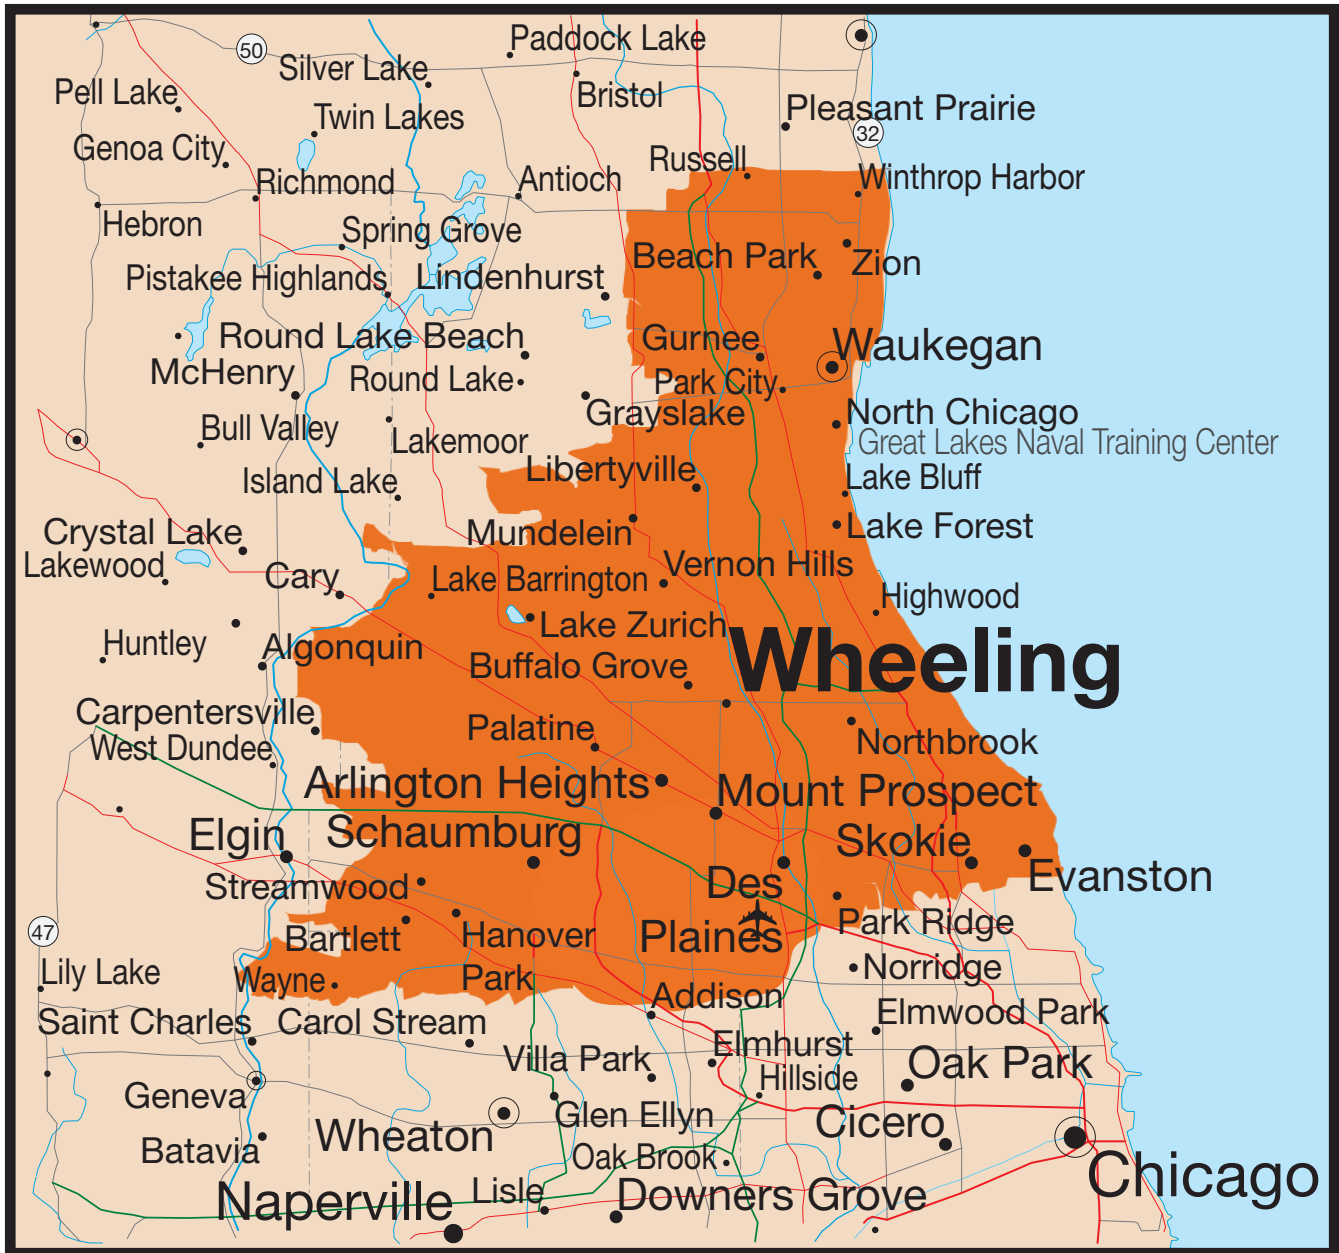 Paddock Lake
50
Silver Lake
Pell Lake
Bristol
Pleasant Prairie
Twin Lakes
32
Genoa City
Russell
Richmond
Antioch
Winthrop Harbor
Hebron
Spring Grove
Beach Park
Zion
Pistakee Highlands
Lindenhurst
Round Lake Beach
Gurnee
Waukegan
McHenry
Round Lake
Park City
Grayslake
North Chicago
Bull Valley
Lakemoor
Great Lakes Naval Training Center
Island Lake
Libertyville
Lake Bluff
Crystal Lake
Mundelein
Lake Forest
Lakewood
Cary
Lake Barrington
Vernon Hills
Highwood
Huntley
Algonquin
Lake Zurich
Wheeling
Buffalo Grove
Carpentersville
Palatine
West Dundee
Northbrook
Arlington Heights
Mount Prospect
Elgin
Schaumburg
Skokie
Streamwood
Des
Plaines
Evanston
47
Bartlett
Hanover
Park
Park Ridge
Lily Lake
Wayne
Norridge
Addison
Saint Charles
Carol Stream
Elmwood Park
Villa Park
Elmhurst
Oak Park
Hillside
Geneva
Glen Ellyn
Wheaton
Cicero
Batavia
Oak Brook
Chicago
Naperville
Lisle
Downers Grove